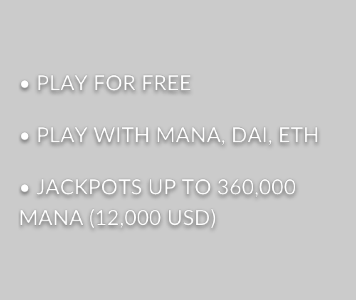 • PLAY FOR FREE
• PLAY WITH MANA, DAI, ETH
• JACKPOTS UP TO 360,000
MANA (12,000 USD)